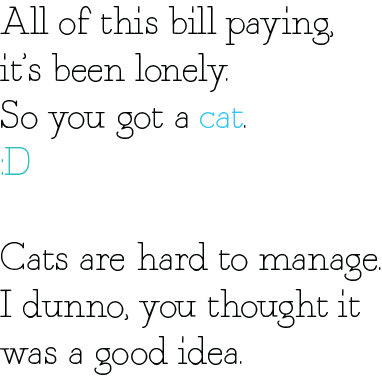 All of this bill paying,
it's been lonely.
So you got a cat.
:D
Cats are hard to manage.
I dunno, you thought it
was a good idea.